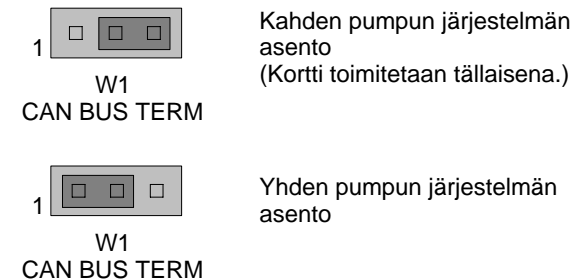 Kahden pumpun järjestelmän
asento
(Kortti toimitetaan tällaisena.)
1
W1
CAN BUS TERM
Yhden pumpun järjestelmän
asento
1
W1
CAN BUS TERM